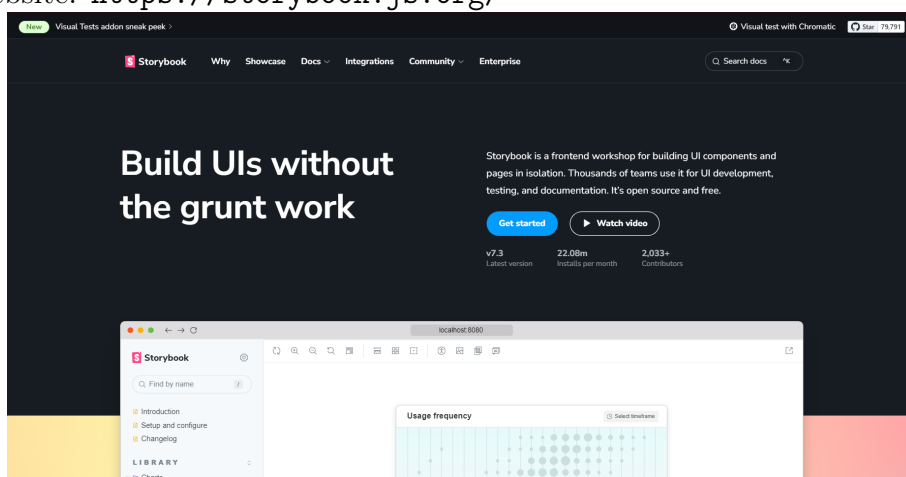 website: https://storybook.js.org/
New Visual Tests addon sneak peek > Visual test with Chromatic Star 79,791
Storybook Why Showcase Docs Integrations Community Enterprise Search docs ^K
Build UIs without
the grunt work
Storybook is a frontend workshop for building UI components and
pages in isolation. Thousands of teams use it for UI development,
testing, and documentation. It's open source and free.
Get started Watch video
v7.3 22.08m 2,033+
Latest version Installs per month Contributors
localhost:8080
Storybook
Find by name /
Introduction
Setup and configure
Changelog
Usage frequency Select timeframe
LIBRARY
Charts